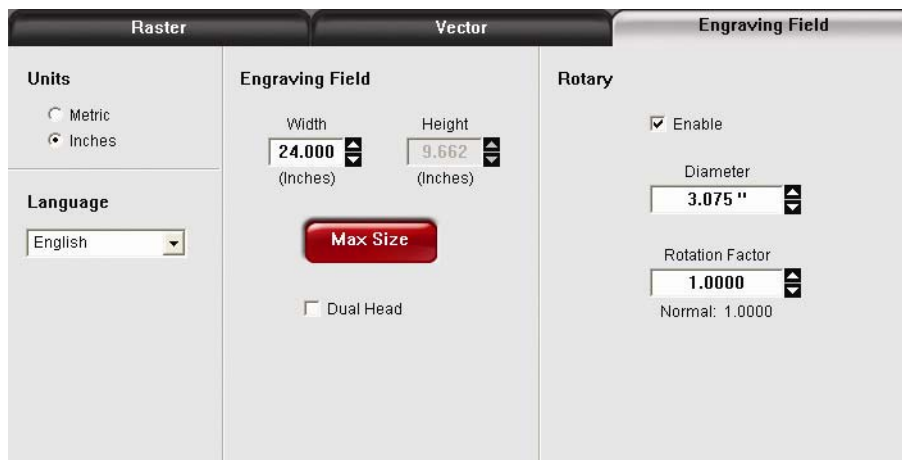 Raster
Vector
Engraving Field
Units
Metric
Inches
Language
English
Engraving Field
Width
Height
24.000
9.662
(Inches)
(Inches)
Max Size
Dual Head
Rotary
Enable
Diameter
3.075 "
Rotation Factor
1.0000
Normal: 1.0000